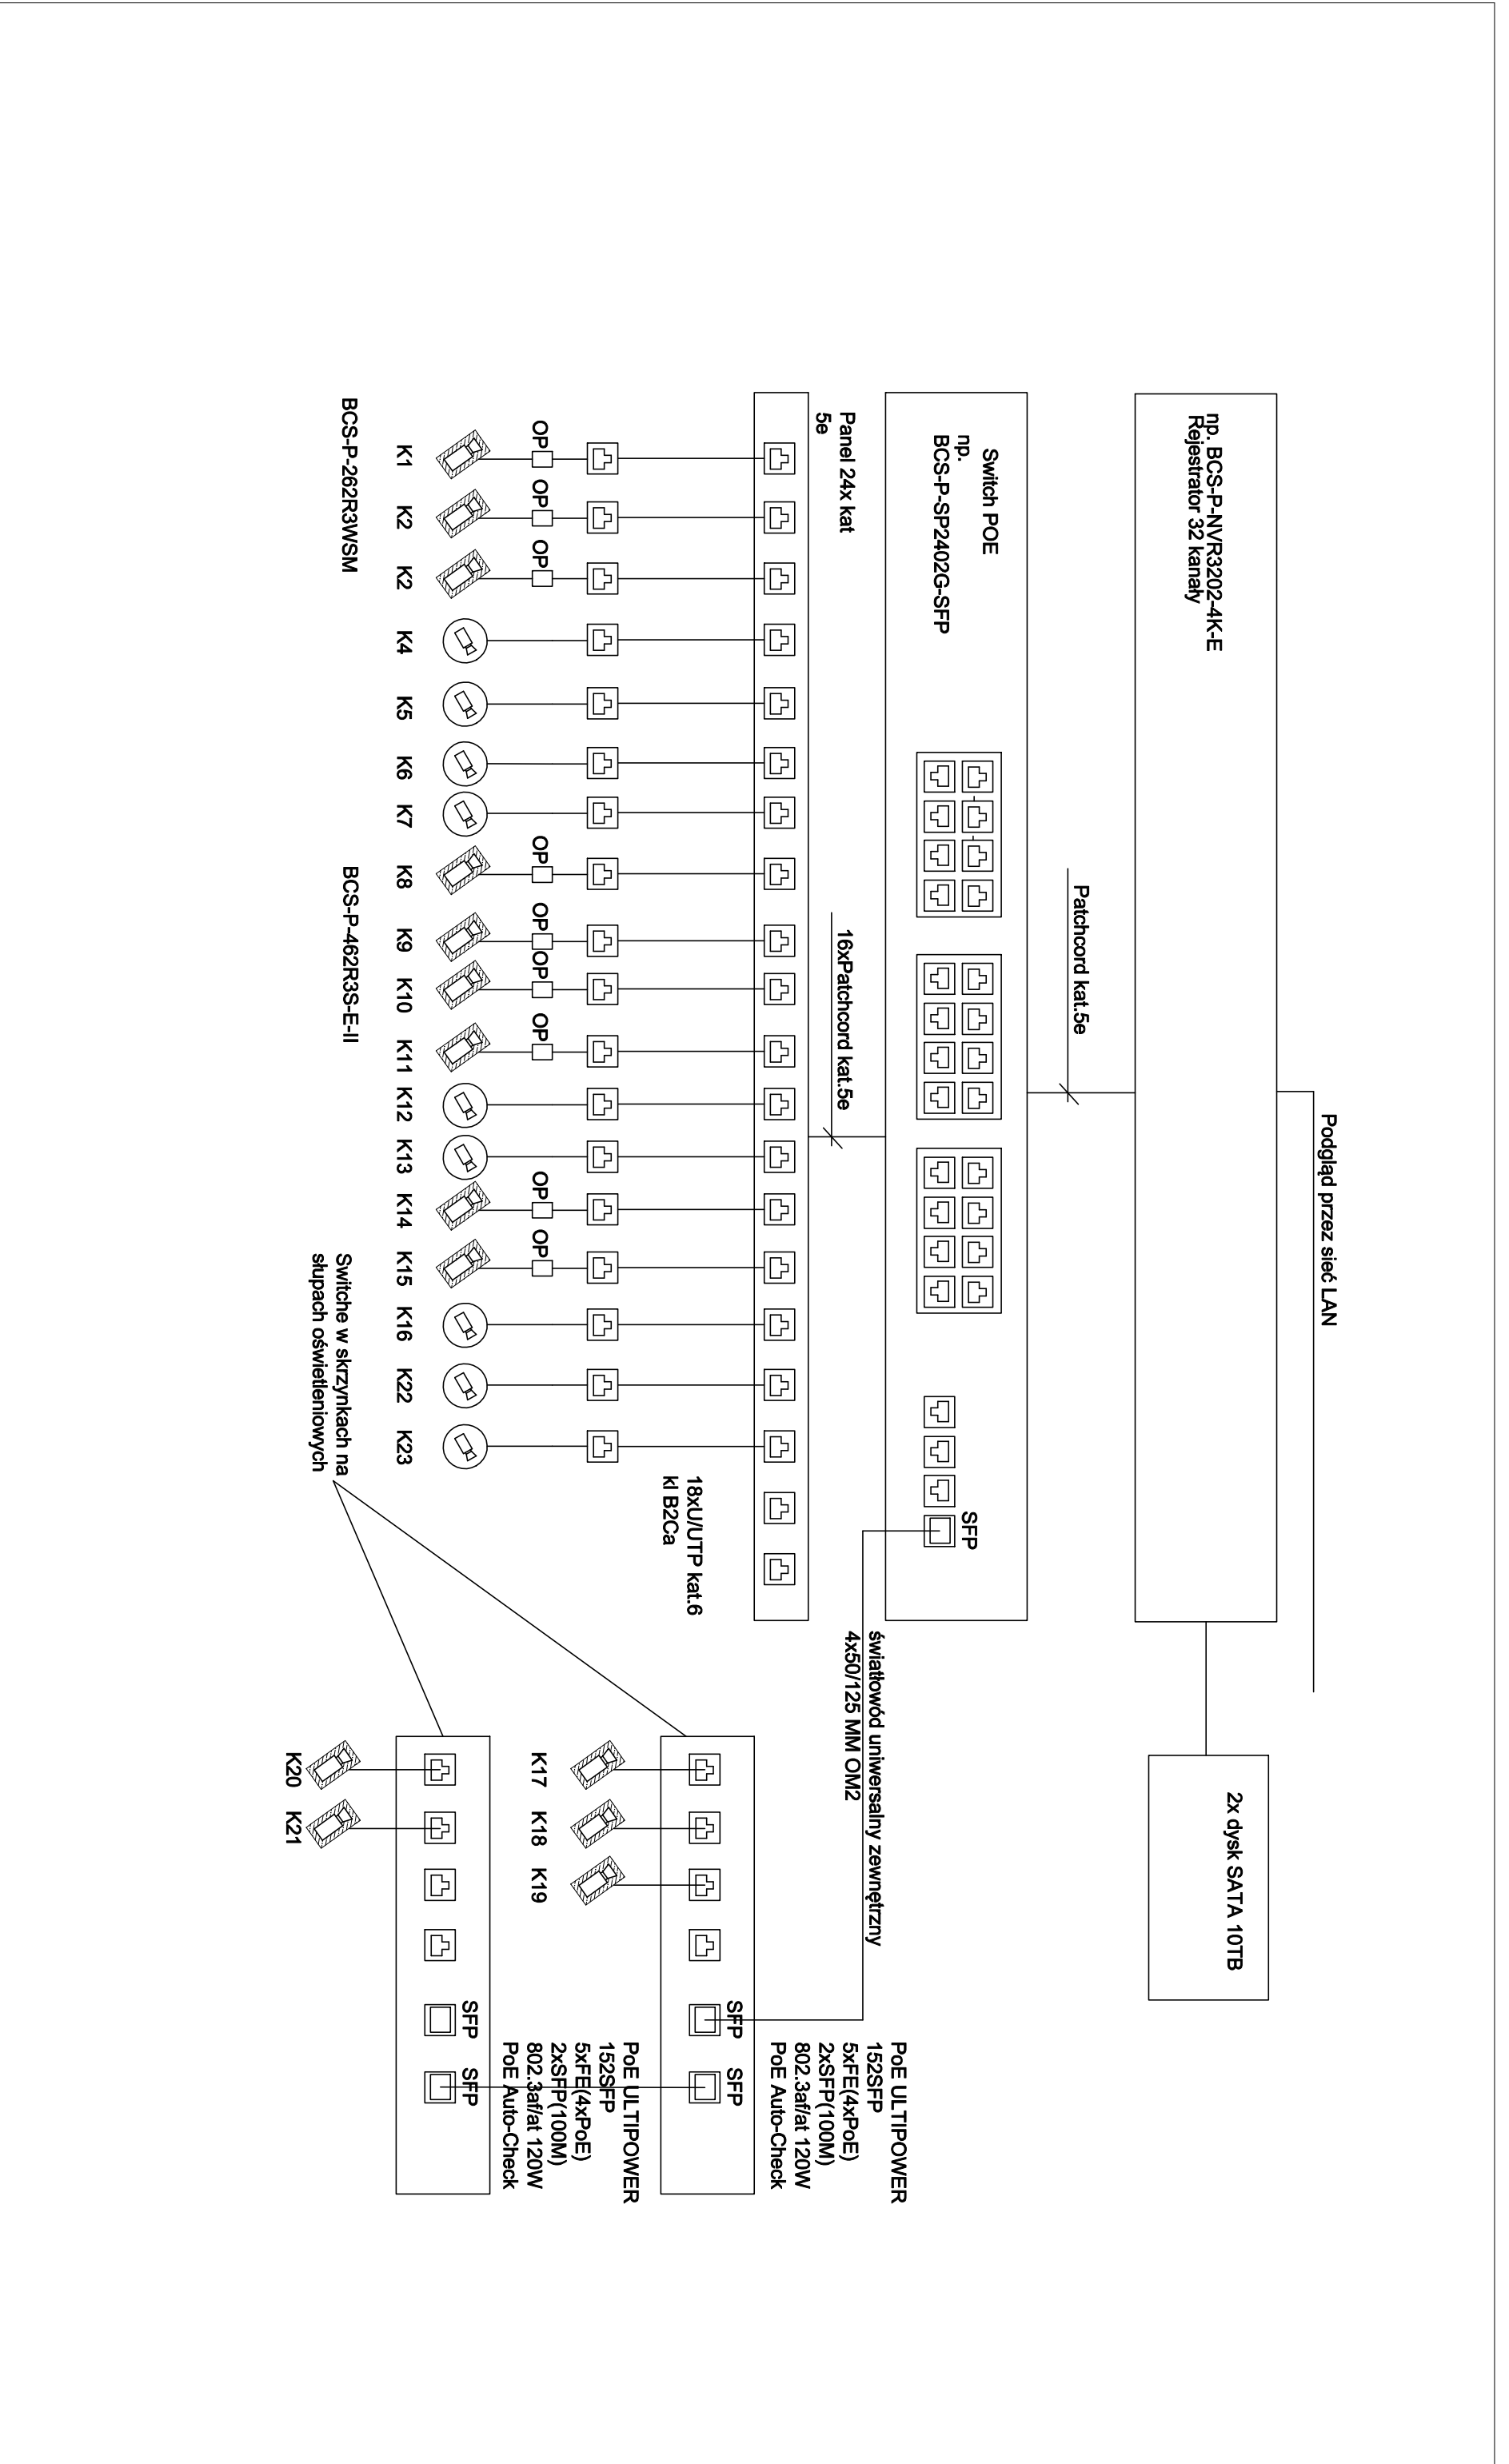 Podgląd przez sieć LAN
np. BCS-P-NVR3202-4K-E
Rejestrator 32 kanały
2x dysk SATA 10TB
Patchcord kat.5e
Switch POE
np.
BCS-P-SP2402G-SFP
SFP
16xPatchcord kat.5e
światłowód uniwersalny zewnętrzny
4x50/125 MM OM2
Panel 24x kat
5e
18xU/UTP kat.6
kl B2Ca
OP
OP
OP
OP
OP
OP
OP
OP
OP
K1
K2
K2
K4
K5
K6
K7
K8
K9
K10
K11
K12
K13
K14
K15
K16
K22
K23
BCS-P-262R3WSM
BCS-P-462R3S-E-II
Switche w skrzynkach na
słupach oświetleniowych
PoE ULTIPOWER
152SFP
5xFE(4xPoE)
2xSFP(100M)
802.3af/at 120W
PoE Auto-Check
SFP
SFP
K17
K18
K19
PoE ULTIPOWER
152SFP
5xFE(4xPoE)
2xSFP(100M)
802.3af/at 120W
PoE Auto-Check
SFP
SFP
K20
K21